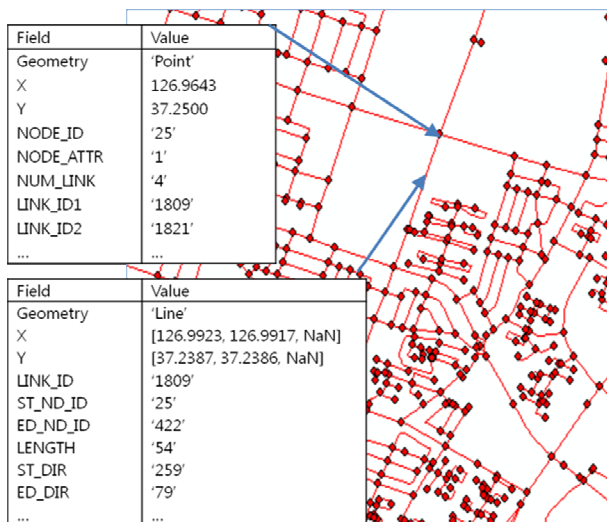 Field Value
Geometry 'Point'
X 126.9643
Y 37.2500
NODE_ID '25'
NODE_ATTR '1'
NUM_LINK '4'
LINK_ID1 '1809'
LINK_ID2 '1821'
... ...
Field Value
Geometry 'Line'
X [126.9923, 126.9917, NaN]
Y [37.2387, 37.2386, NaN]
LINK_ID '1809'
ST_ND_ID '25'
ED_ND_ID '422'
LENGTH '54'
ST_DIR '259'
ED_DIR '79'
... ...